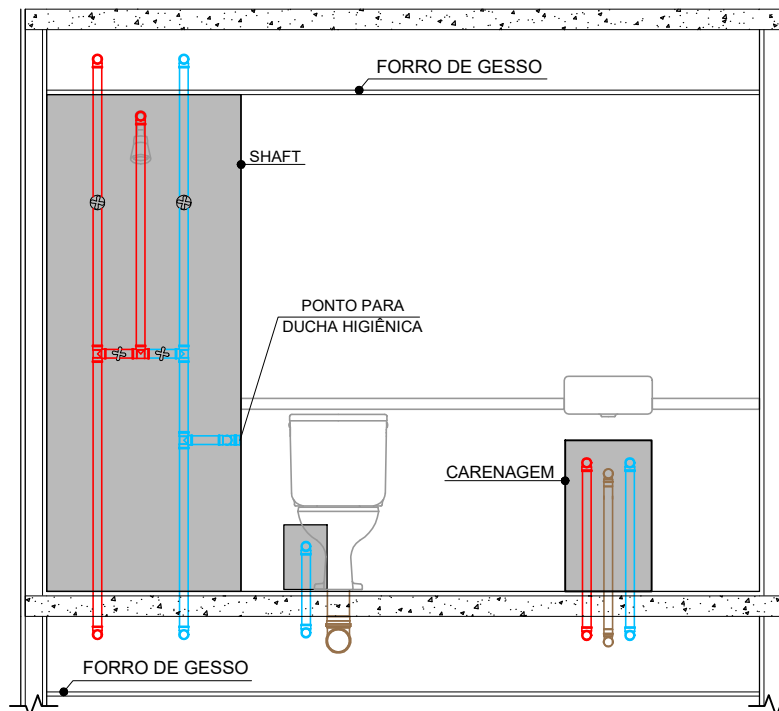 FORRO DE GESSO
SHAFT
PONTO PARA
DUCHA HIGIÊNICA
CARENAGEM
FORRO DE GESSO